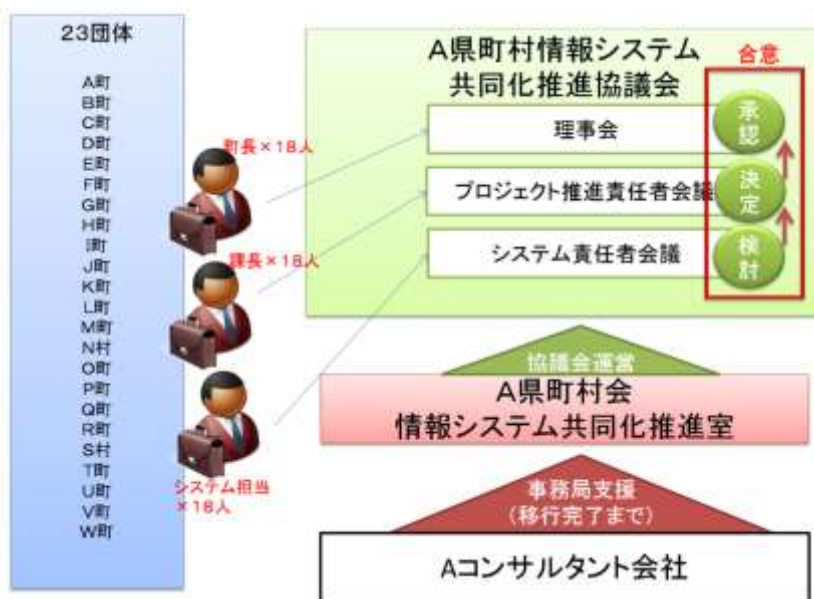 23団体
A町
B町
C町
D町
E町
F町
G町
H町
I町
J町
K町
L町
M町
N村
O町
P町
Q町
R町
S村
T町
U町
V町
W町
町長×18人
課長×18人
システム担当
×18人
A県町村情報システム
共同化推進協議会
合意
理事会
承認
プロジェクト推進責任者会議
決定
システム責任者会議
検討
協議会運営
A県町村会
情報システム共同化推進室
事務局支援
(移行完了まで)
Aコンサルタント会社